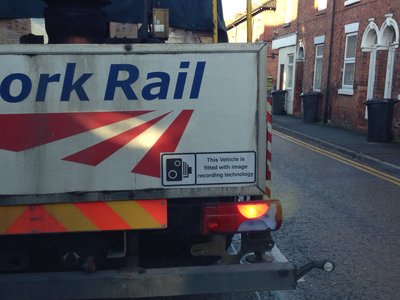 ork Rail
This Vehicle is
fitted with image
recording technology